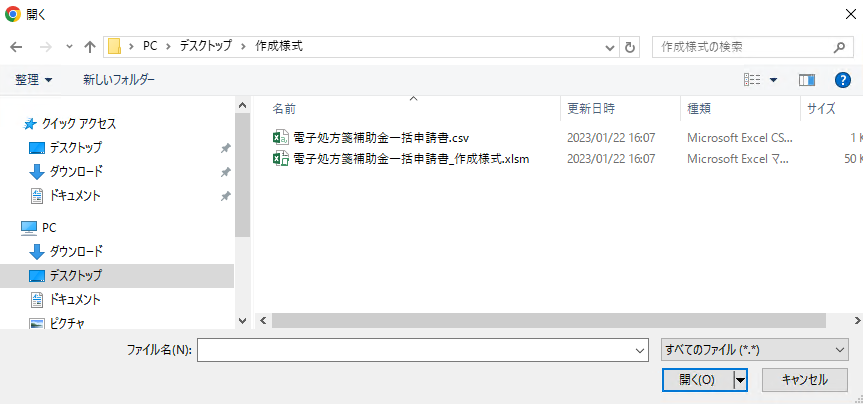 開く
PC > デスクトップ > 作成様式
作成様式の検索
整理 新しいフォルダー
名前 更新日時 種類 サイズ
電子処方箋補助金一括申請書.csv 2023/01/22 16:07 Microsoft Excel CS... 1 K
電子処方箋補助金一括申請書_作成様式.xlsm 2023/01/22 16:07 Microsoft Excel マ... 50 K
クイック アクセス
デスクトップ
ダウンロード
ドキュメント
PC
ダウンロード
デスクトップ
ドキュメント
ピクチャ
ファイル名(N):
すべてのファイル (*.*)
開く(O) キャンセル